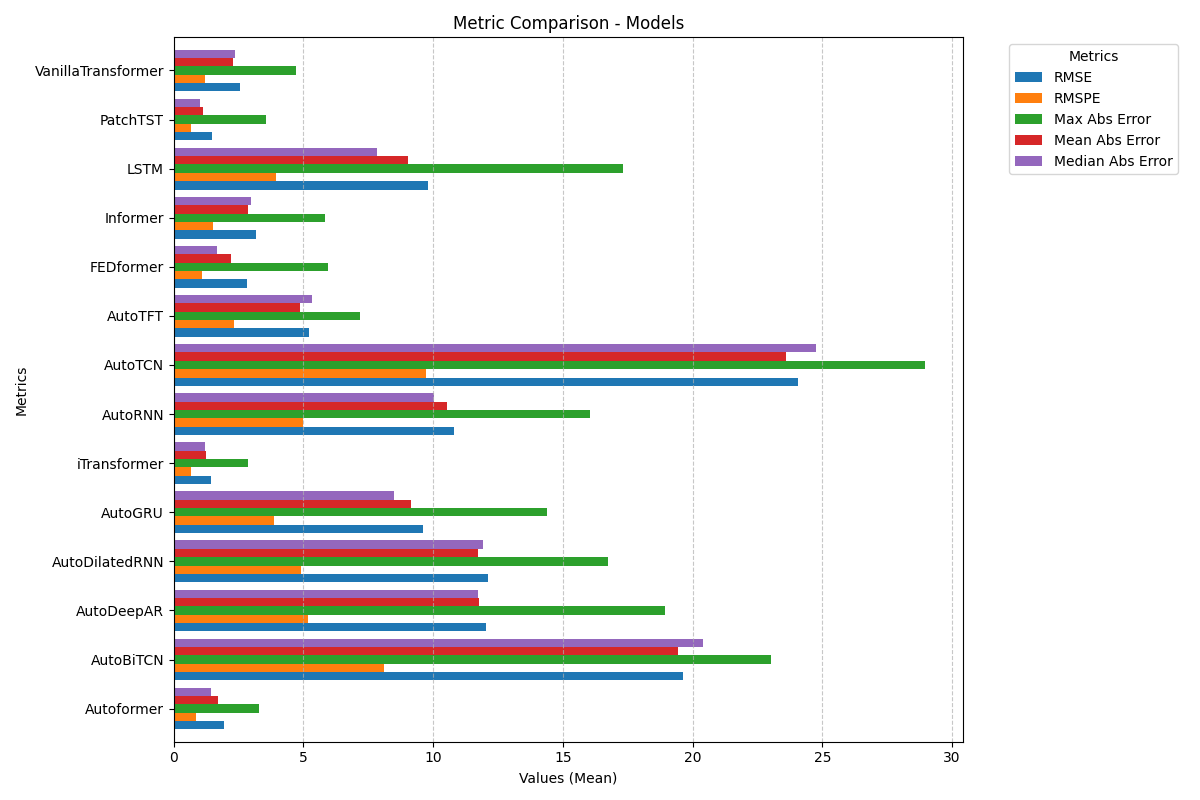 Metric Comparison - Models
Metrics
VanillaTransformer
PatchTST
LSTM
Informer
FEDformer
AutoTFT
AutoTCN
AutoRNN
iTransformer
AutoGRU
AutoDilatedRNN
AutoDeepAR
AutoBiTCN
Autoformer
0 5 10 15 20 25 30
Values (Mean)
Metrics
RMSE
RMSPE
Max Abs Error
Mean Abs Error
Median Abs Error